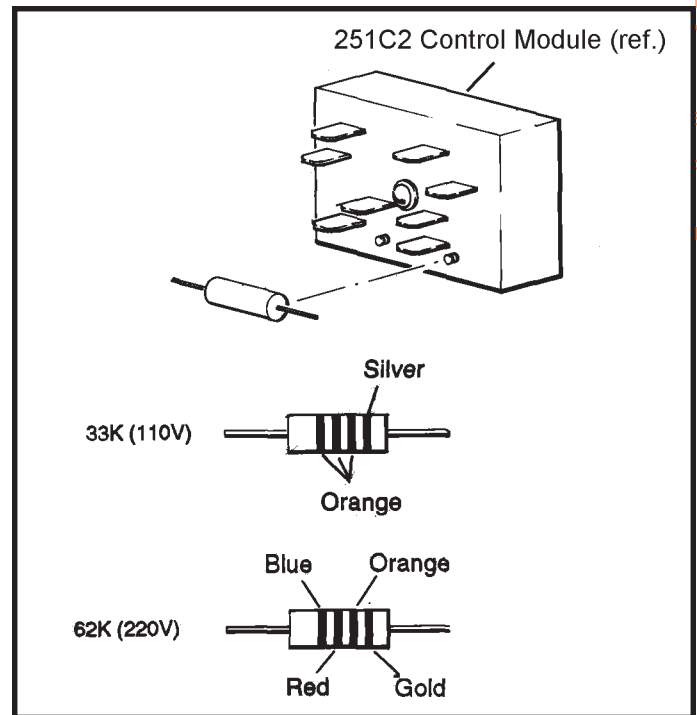 251C2 Control Module (ref.)
Silver
33K (110V)
Orange
Blue Orange
62K (220V)
Red Gold